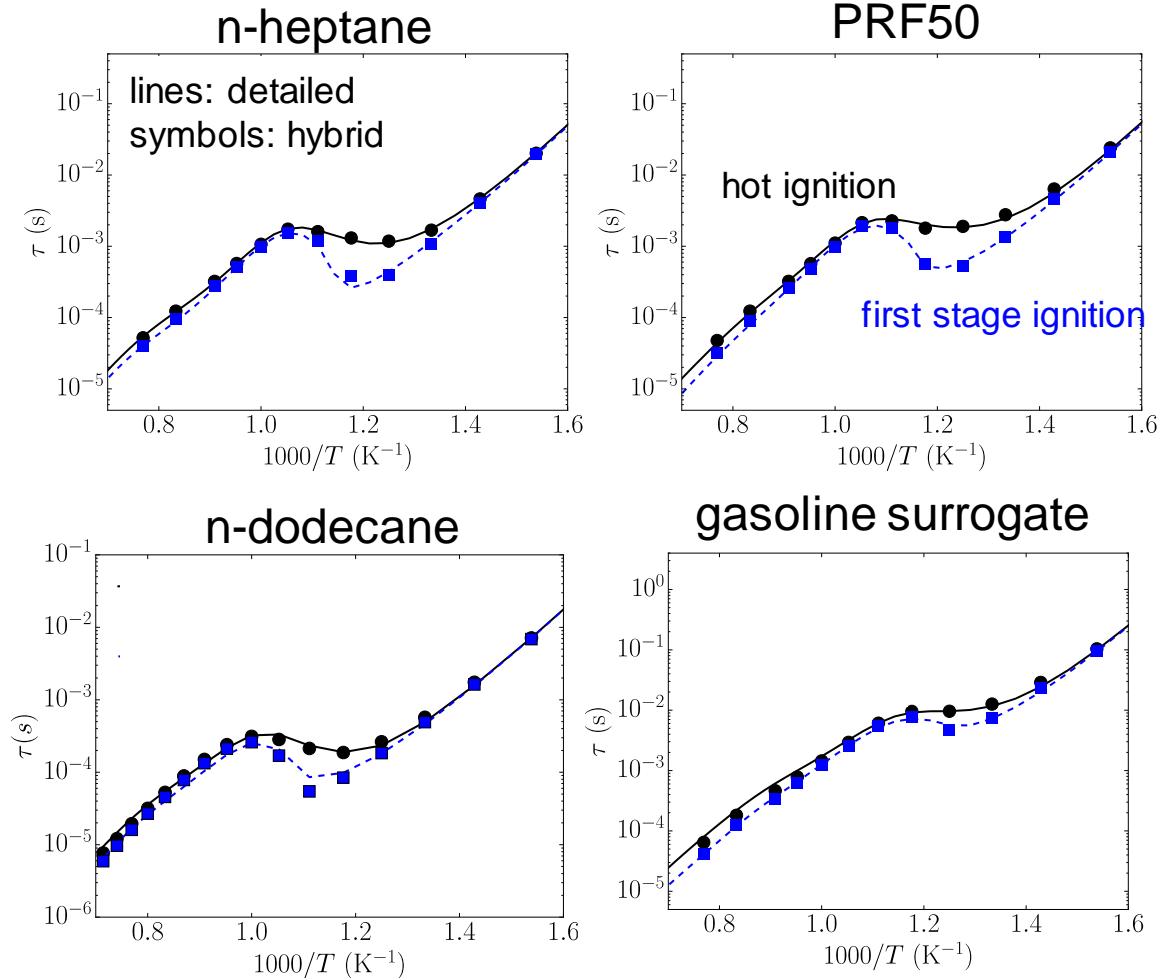 n-heptane
lines: detailed
symbols: hybrid
10⁻¹
10⁻²
10⁻³
10⁻⁴
10⁻⁵
τ (s)
0.8 1.0 1.2 1.4 1.6
1000/T (K⁻¹)
PRF50
hot ignition
first stage ignition
10⁻¹
10⁻²
10⁻³
10⁻⁴
10⁻⁵
τ (s)
0.8 1.0 1.2 1.4 1.6
1000/T (K⁻¹)
n-dodecane
10⁻¹
10⁻²
10⁻³
10⁻⁴
10⁻⁵
10⁻⁶
τ(s)
0.8 1.0 1.2 1.4 1.6
1000/T (K⁻¹)
gasoline surrogate
10⁰
10⁻¹
10⁻²
10⁻³
10⁻⁴
10⁻⁵
τ (s)
0.8 1.0 1.2 1.4 1.6
1000/T (K⁻¹)